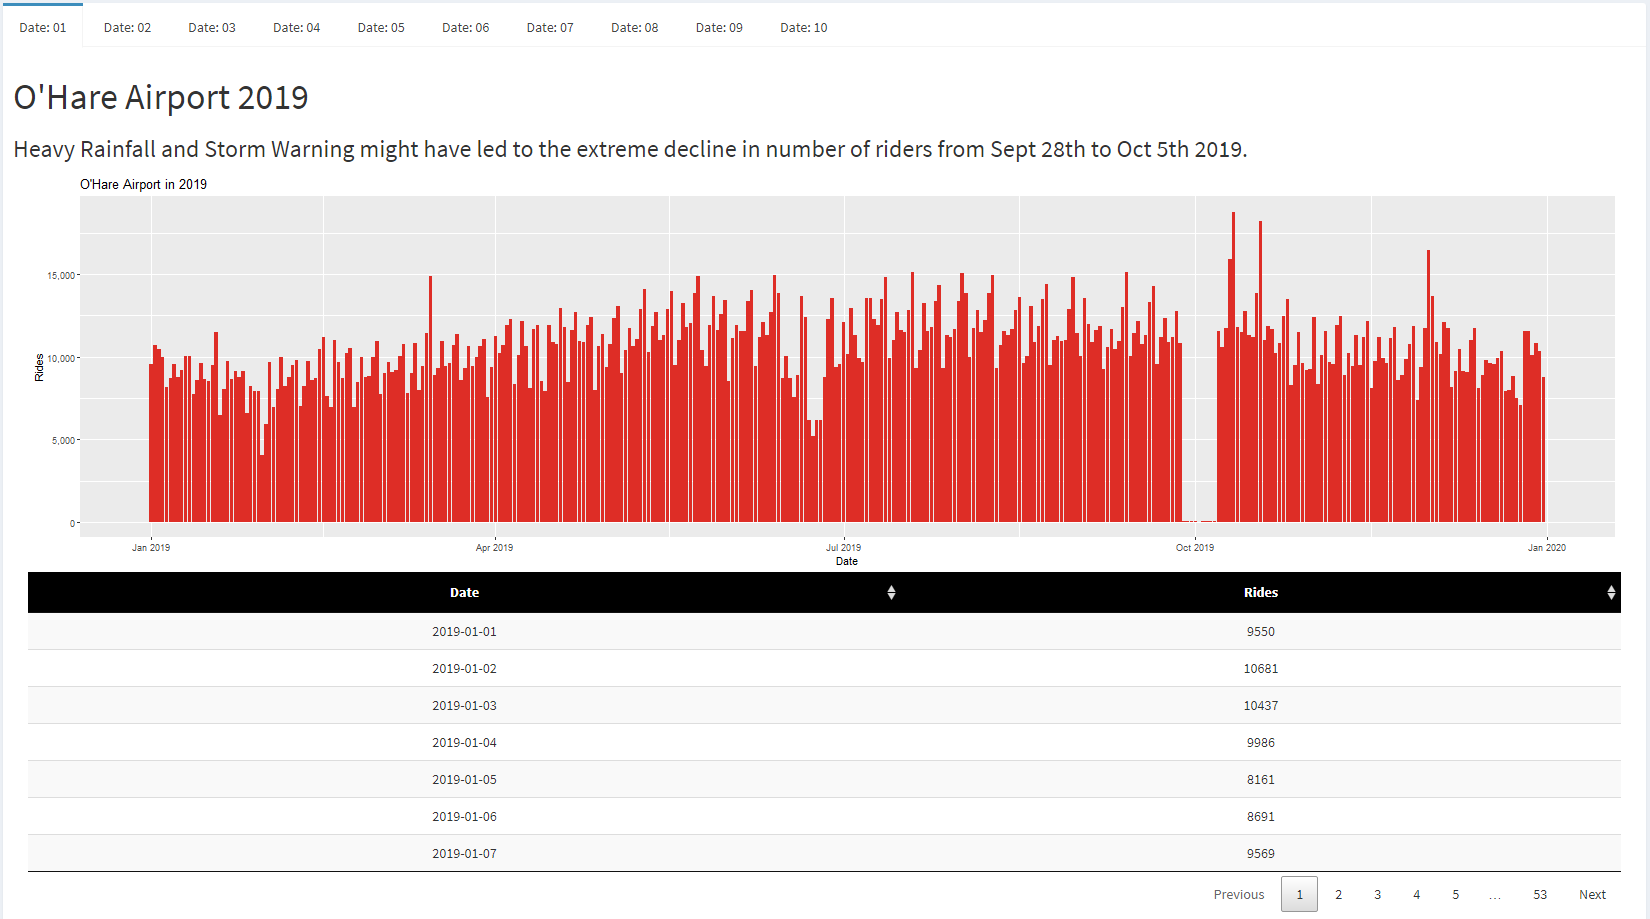 Date: 01 Date: 02 Date: 03 Date: 04 Date: 05 Date: 06 Date: 07 Date: 08 Date: 09 Date: 10
O'Hare Airport 2019
Heavy Rainfall and Storm Warning might have led to the extreme decline in number of riders from Sept 28th to Oct 5th 2019.
O'Hare Airport in 2019
Rides
15,000
10,000
5,000
0
Jan 2019 Apr 2019 Jul 2019 Oct 2019 Jan 2020
Date
Date Rides
2019-01-01 9550
2019-01-02 10681
2019-01-03 10437
2019-01-04 9986
2019-01-05 8161
2019-01-06 8691
2019-01-07 9569
Previous 1 2 3 4 5 … 53 Next